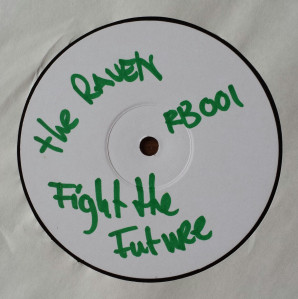 the RAVEN
RB001
Fight the
Future